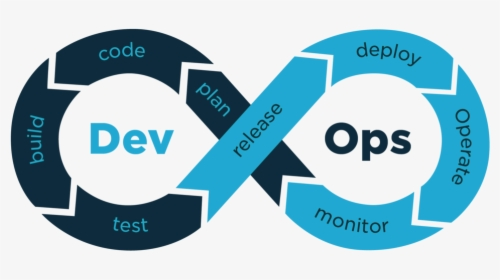 Dev
Ops
plan
code
build
test
release
deploy
Operate
monitor